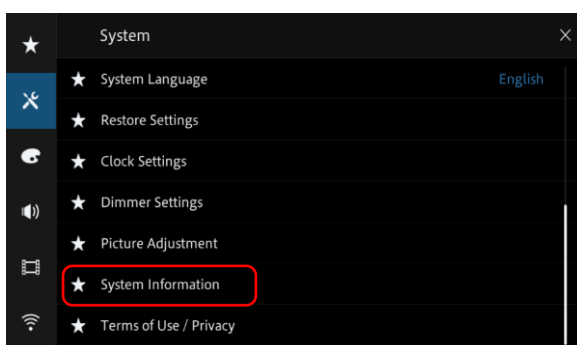 System
System Language English
Restore Settings
Clock Settings
Dimmer Settings
Picture Adjustment
System Information
Terms of Use / Privacy